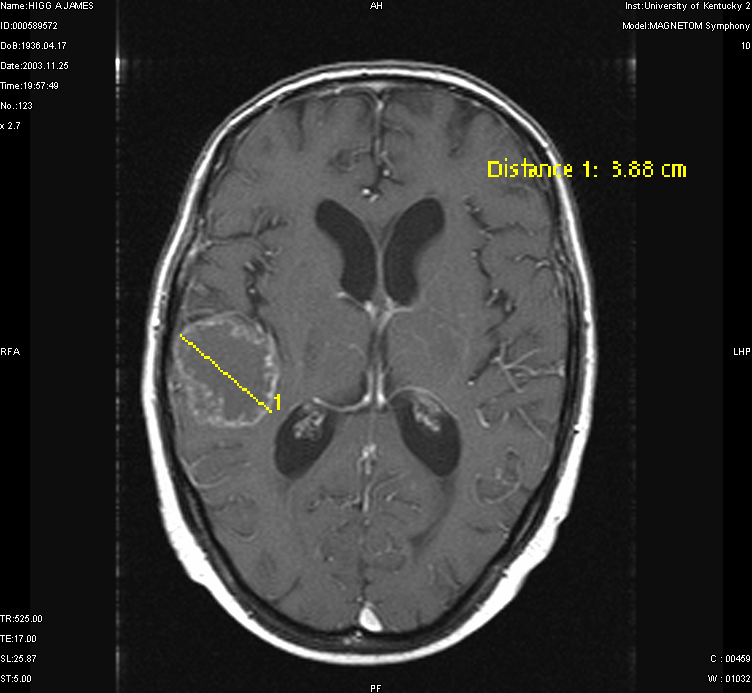 Name:HIGG A JAMES
ID:000589572
DoB:1936.04.17
Date:2003.11.25
Time:19:57:49
No.:123
x 2.7
AH
Inst:University of Kentucky 2
Model:MAGNETOM Symphony
10
Distance 1: 3.88 cm
RFA
LHP
1
TR:525.00
TE:17.00
SL:25.87
ST:5.00
C : 00459
W : 01032
PF